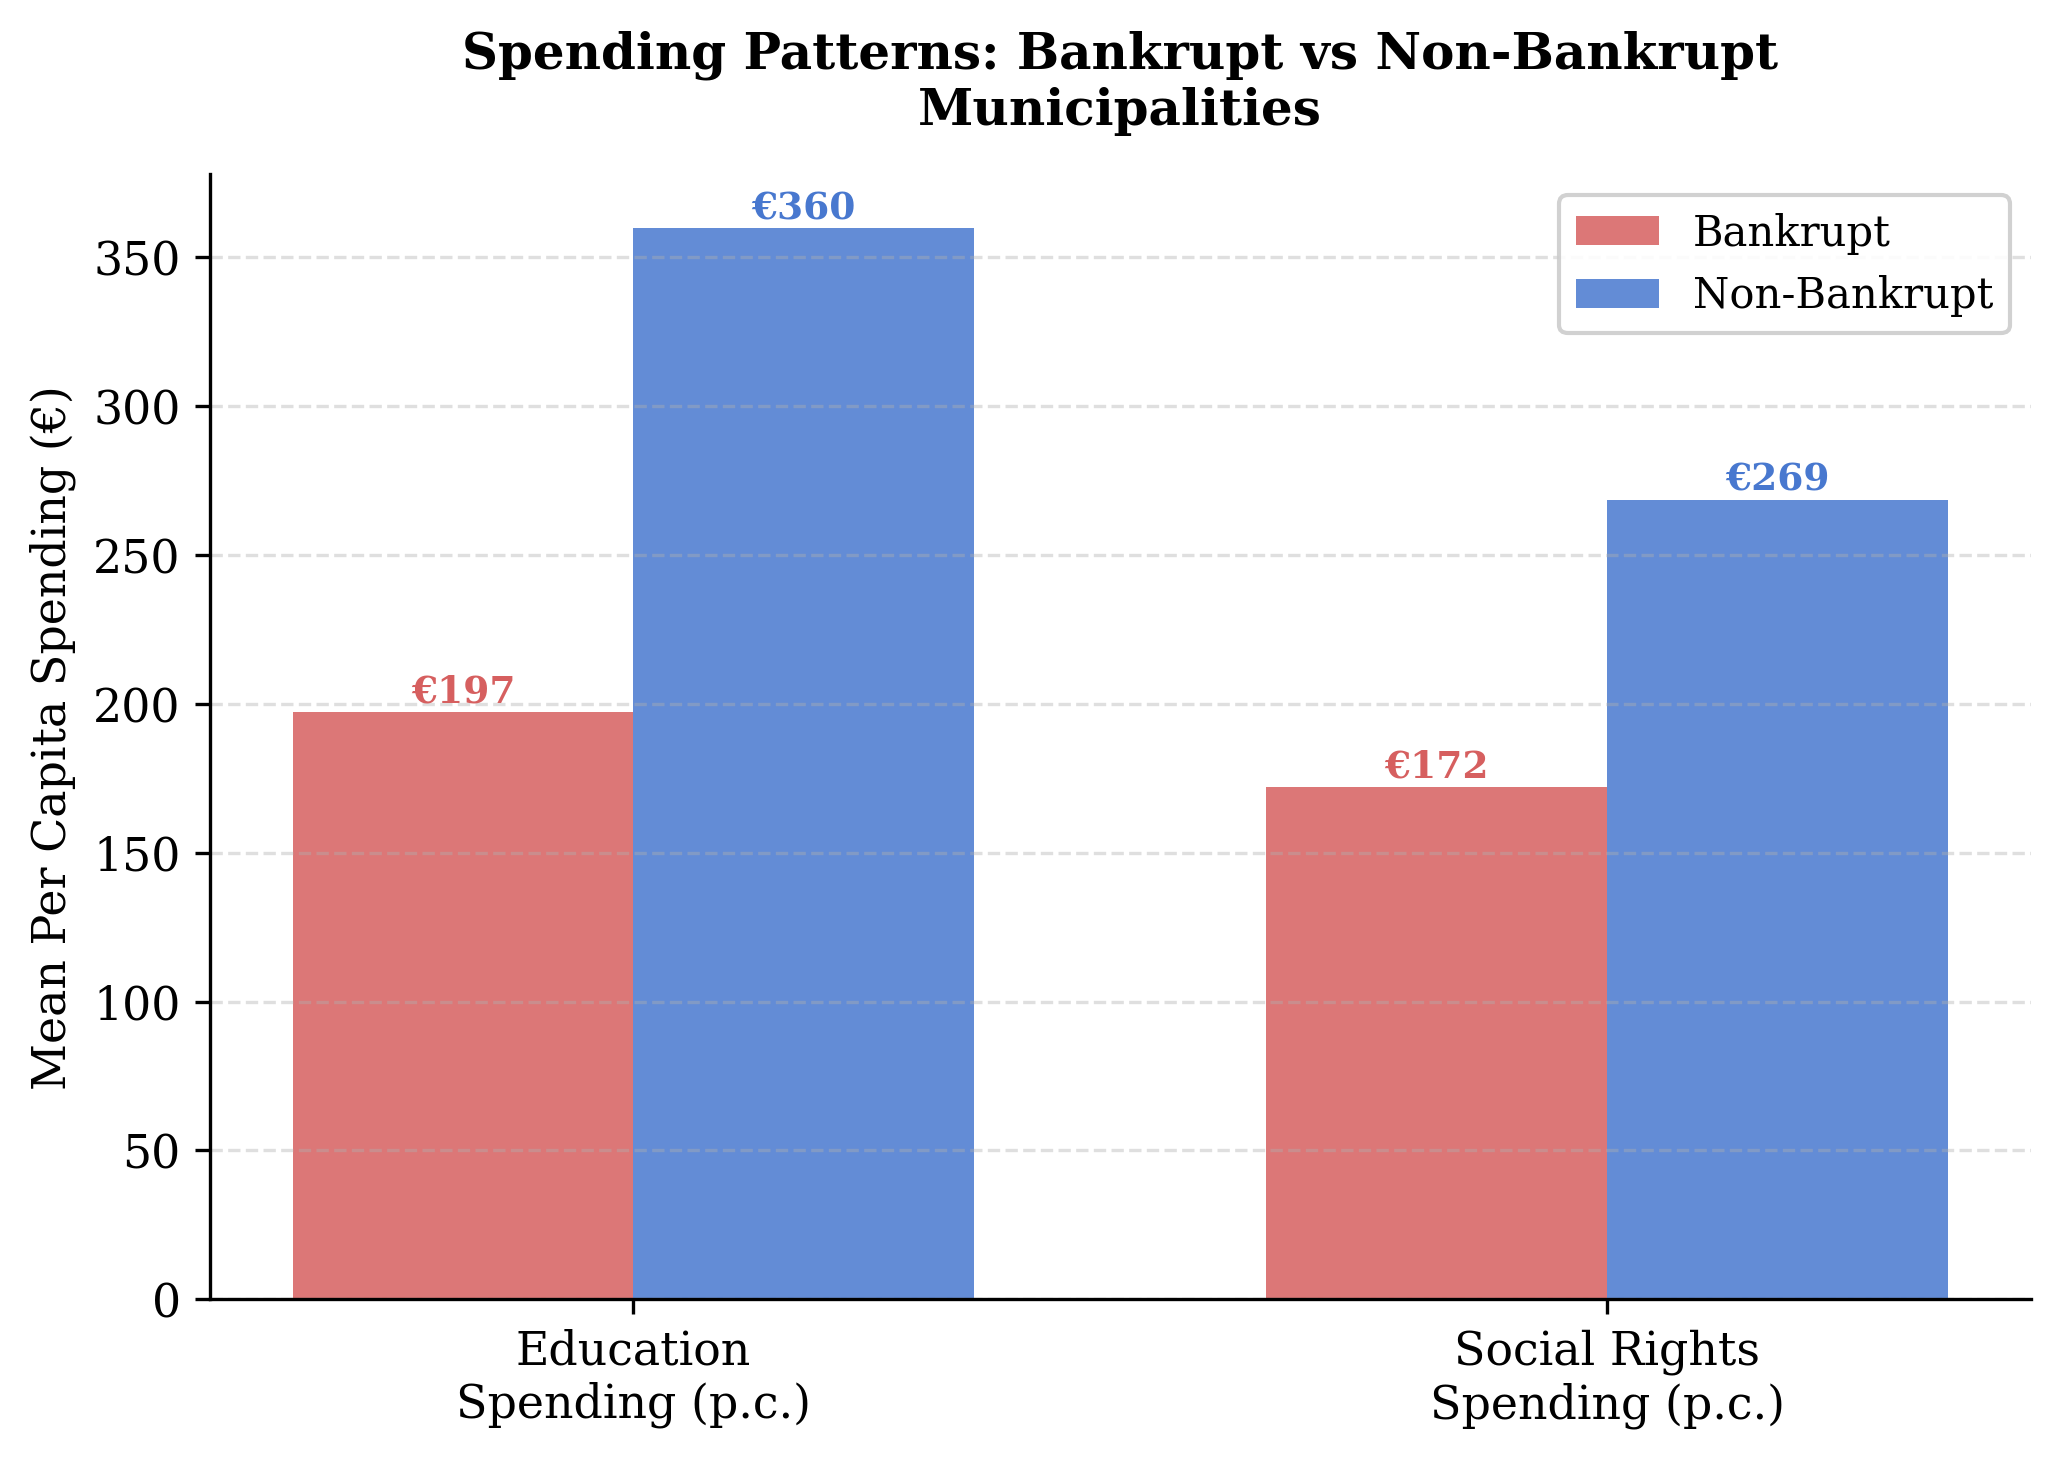 Spending Patterns: Bankrupt vs Non-Bankrupt
Municipalities
Mean Per Capita Spending (€)
350
300
250
200
150
100
50
0
€197
€360
€172
€269
Bankrupt
Non-Bankrupt
Education
Spending (p.c.)
Social Rights
Spending (p.c.)